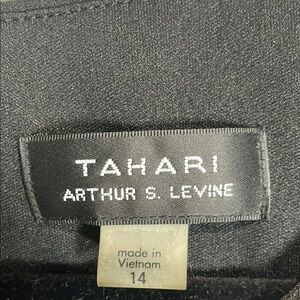 TAHARI
ARTHUR S. LEVINE
made in
Vietnam
14